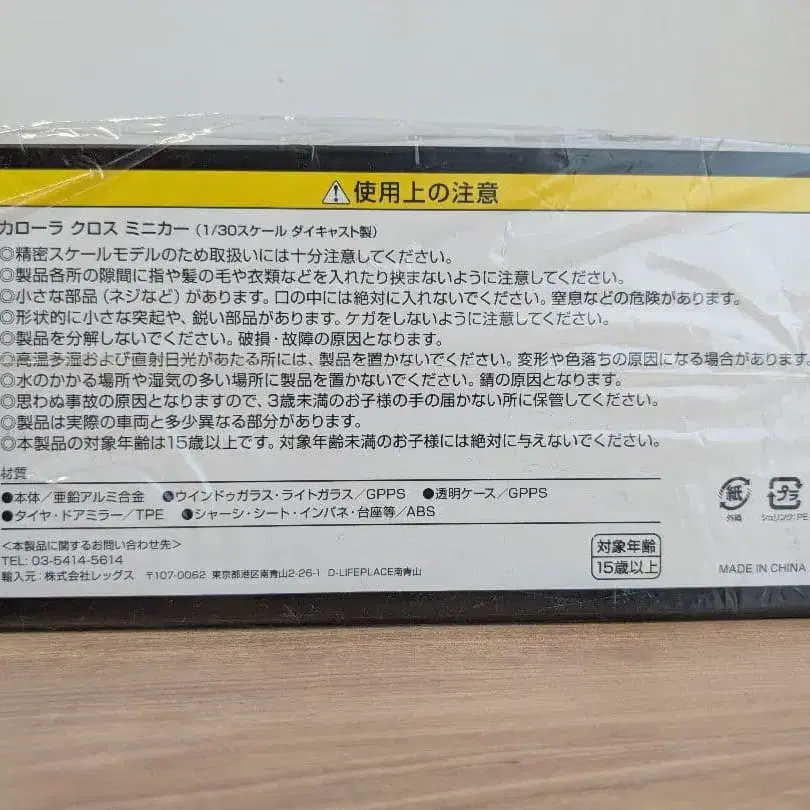 ⚠使用上の注意
カローラ クロス ミニカー (1/30スケール ダイキャスト製)
◎精密スケールモデルのため取扱いには十分注意してください。
◎製品各所の隙間に指や髪の毛や衣類などを入れたり挟まないように注意してください。
◎小さな部品(ネジなど)があります。口の中には絶対に入れないでください。窒息などの危険があります。
◎形状的に小さな突起や、鋭い部品があります。ケガをしないように注意してください。
◎製品を分解しないでください。破損・故障の原因となります。
◎高温多湿および直射日光があたる所には、製品を置かないでください。変形や色落ちの原因になる場合があります。
◎水のかかる場所や湿気の多い場所に製品を置かないでください。錆の原因となります。
◎思わぬ事故の原因となりますので、3歳未満のお子様の手の届かない所に保管してください。
◎製品は実際の車両と多少異なる部分があります。
◎本製品の対象年齢は15歳以上です。対象年齢未満のお子様には絶対に与えないでください。
材質
●本体/亜鉛アルミ合金 ●ウインドゥガラス・ライトガラス/GPPS ●透明ケース/GPPS
●タイヤ・ドアミラー/TPE ●シャーシ・シート・インパネ・台座等/ABS
<本製品に関するお問い合わせ先>
TEL: 03-5414-5614
輸入元:株式会社レッグス 〒107-0062 東京都港区南青山2-26-1 D-LIFEPLACE南青山
対象年齢
15歳以上
紙
外箱
プラ
シュリンク:PE
MADE IN CHINA